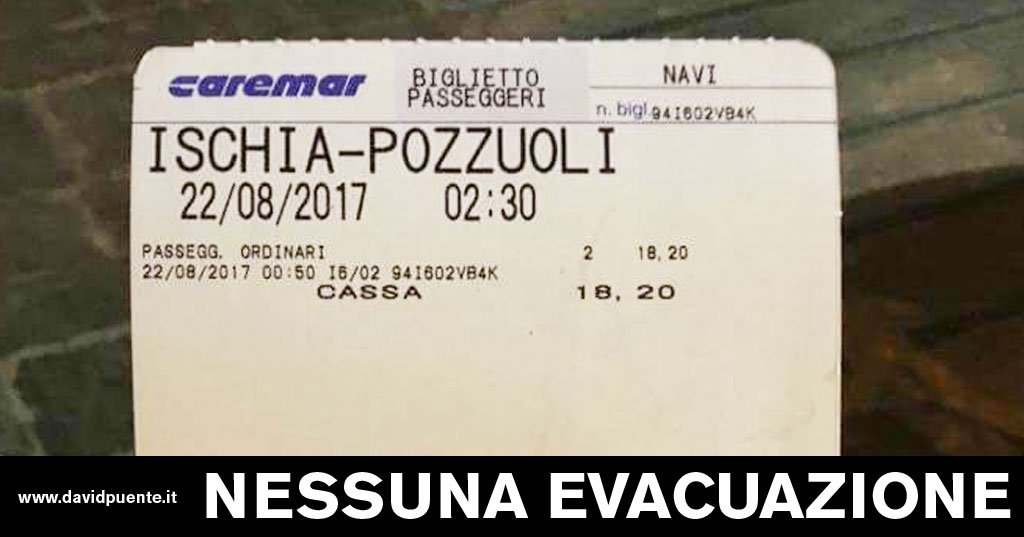 caremar
BIGLIETTO
PASSEGGERI
NAVI
n. bigl. 94I602VB4K
ISCHIA-POZZUOLI
22/08/2017 02:30
PASSEGG. ORDINARI 2 18,20
22/08/2017 00:50 I6/02 94I602VB4K
CASSA 18,20
www.davidpuente.it NESSUNA EVACUAZIONE